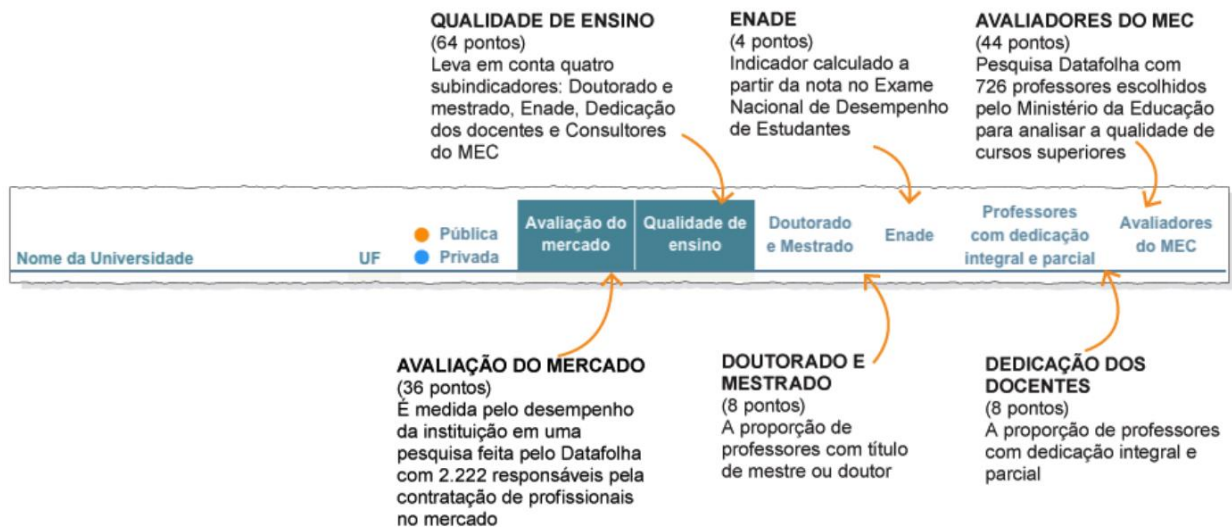 QUALIDADE DE ENSINO
(64 pontos)
Leva em conta quatro
subindicadores: Doutorado e
mestrado, Enade, Dedicação
dos docentes e Consultores
do MEC
ENADE
(4 pontos)
Indicador calculado a
partir da nota no Exame
Nacional de Desempenho
de Estudantes
AVALIADORES DO MEC
(44 pontos)
Pesquisa Datafolha com
726 professores escolhidos
pelo Ministério da Educação
para analisar a qualidade de
cursos superiores
Nome da Universidade
UF
Pública
Privada
Avaliação do
mercado
Qualidade de
ensino
Doutorado
e Mestrado
Enade
Professores
com dedicação
integral e parcial
Avaliadores
do MEC
AVALIAÇÃO DO MERCADO
(36 pontos)
É medida pelo desempenho
da instituição em uma
pesquisa feita pelo Datafolha
com 2.222 responsáveis pela
contratação de profissionais
no mercado
DOUTORADO E
MESTRADO
(8 pontos)
A proporção de
professores com título
de mestre ou doutor
DEDICAÇÃO DOS
DOCENTES
(8 pontos)
A proporção de professores
com dedicação integral e
parcial